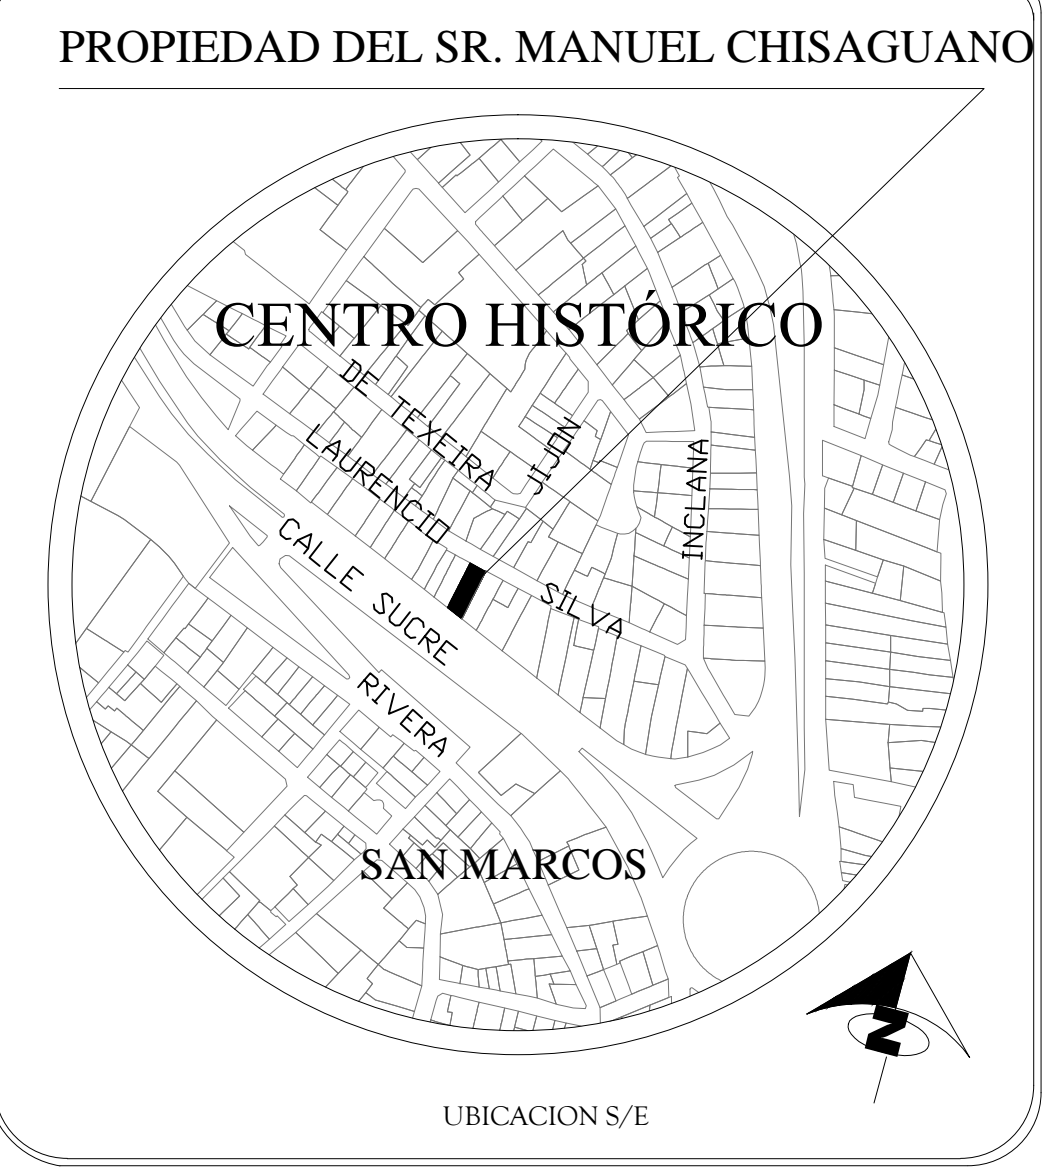 PROPIEDAD DEL SR. MANUEL CHISAGUANO
CENTRO HISTÓRICO
DE TEXEIRA
JIJON
LAURENCIO
INCLANA
CALLE SUCRE
SILVA
RIVERA
SAN MARCOS
N
UBICACION S/E